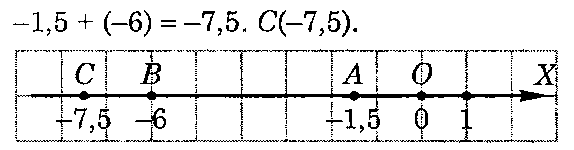 −1,5 + (−6) = −7,5. C(−7,5).
C B A O X
−7,5 −6 −1,5 0 1